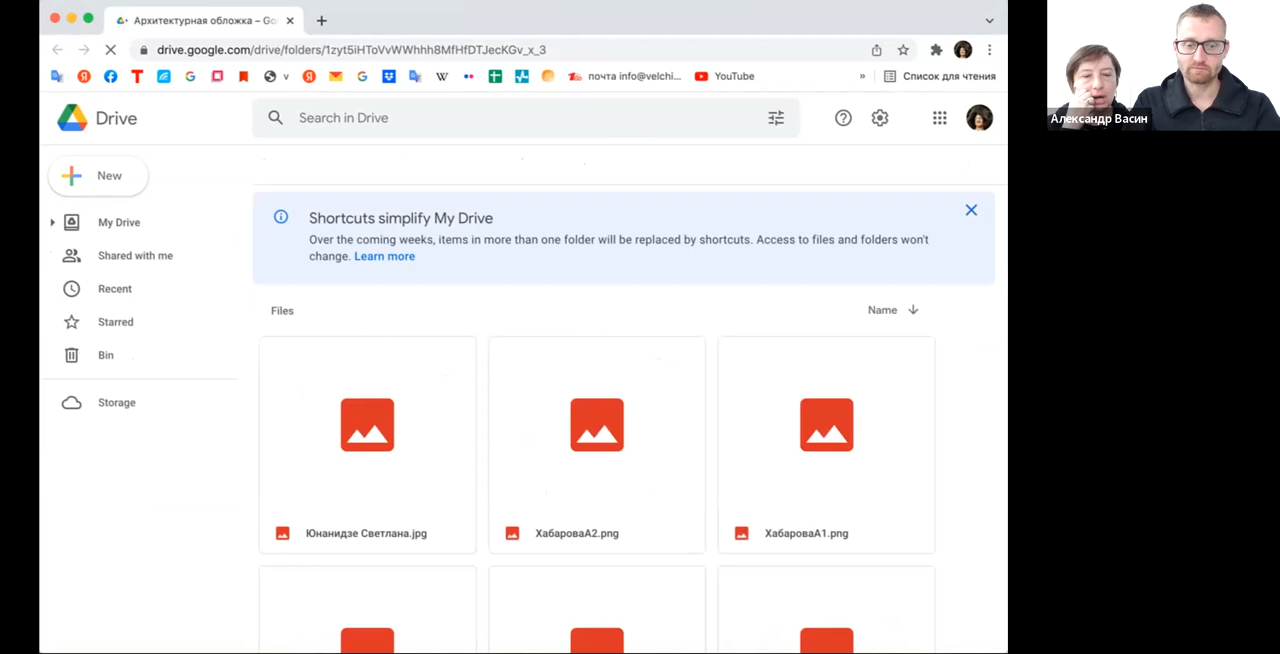 Архитектурная обложка – Go
drive.google.com/drive/folders/1zyt5iHToVvWWhhh8MfHfDTJecKGv_x_3
почта info@velchi...
YouTube
»
Список для чтения
Александр Васин
Drive
Search in Drive
New
My Drive
Shared with me
Recent
Starred
Bin
Storage
Shortcuts simplify My Drive
Over the coming weeks, items in more than one folder will be replaced by shortcuts. Access to files and folders won't
change. Learn more
Files
Name
Юнанидзе Светлана.jpg
ХабароваА2.png
ХабароваА1.png